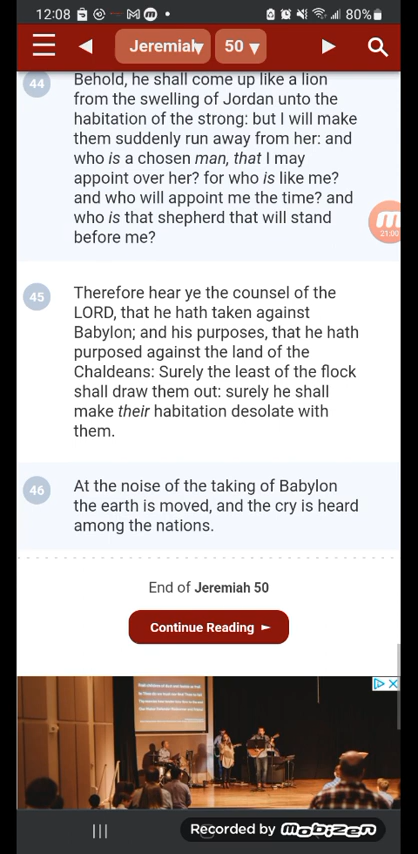 12:08
80%
Jeremiah
50
44
Behold, he shall come up like a lion
from the swelling of Jordan unto the
habitation of the strong: but I will make
them suddenly run away from her: and
who is a chosen man, that I may
appoint over her? for who is like me?
and who will appoint me the time? and
who is that shepherd that will stand
before me?
21:00
45
Therefore hear ye the counsel of the
LORD, that he hath taken against
Babylon; and his purposes, that he hath
purposed against the land of the
Chaldeans: Surely the least of the flock
shall draw them out: surely he shall
make their habitation desolate with
them.
46
At the noise of the taking of Babylon
the earth is moved, and the cry is heard
among the nations.
End of Jeremiah 50
Continue Reading
Recorded by mobizen